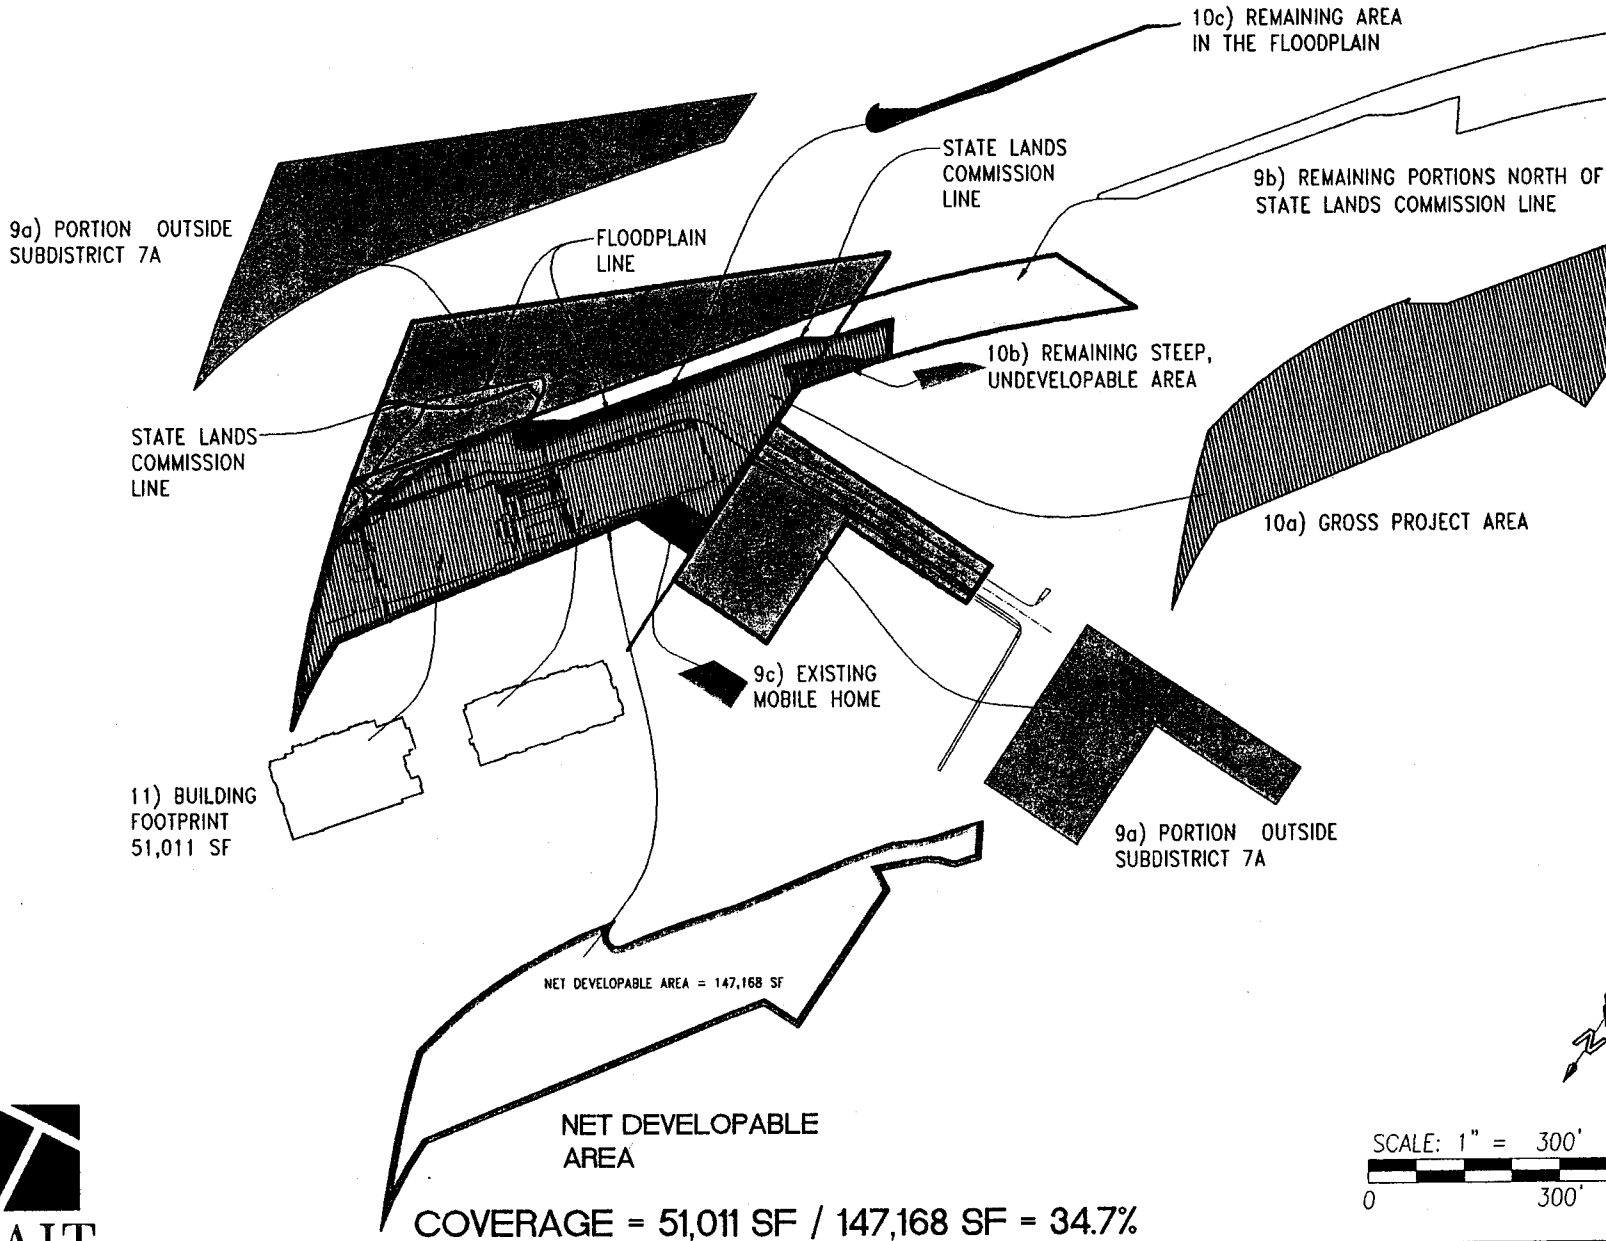 10c) REMAINING AREA
IN THE FLOODPLAIN
STATE LANDS
COMMISSION
LINE
9b) REMAINING PORTIONS NORTH OF
STATE LANDS COMMISSION LINE
9a) PORTION OUTSIDE
SUBDISTRICT 7A
FLOODPLAIN
LINE
10b) REMAINING STEEP,
UNDEVELOPABLE AREA
STATE LANDS
COMMISSION
LINE
10a) GROSS PROJECT AREA
9c) EXISTING
MOBILE HOME
11) BUILDING
FOOTPRINT
51,011 SF
9a) PORTION OUTSIDE
SUBDISTRICT 7A
NET DEVELOPABLE AREA = 147,168 SF
N
NET DEVELOPABLE
AREA
SCALE: 1" = 300'
0 300'
COVERAGE = 51,011 SF / 147,168 SF = 34.7%